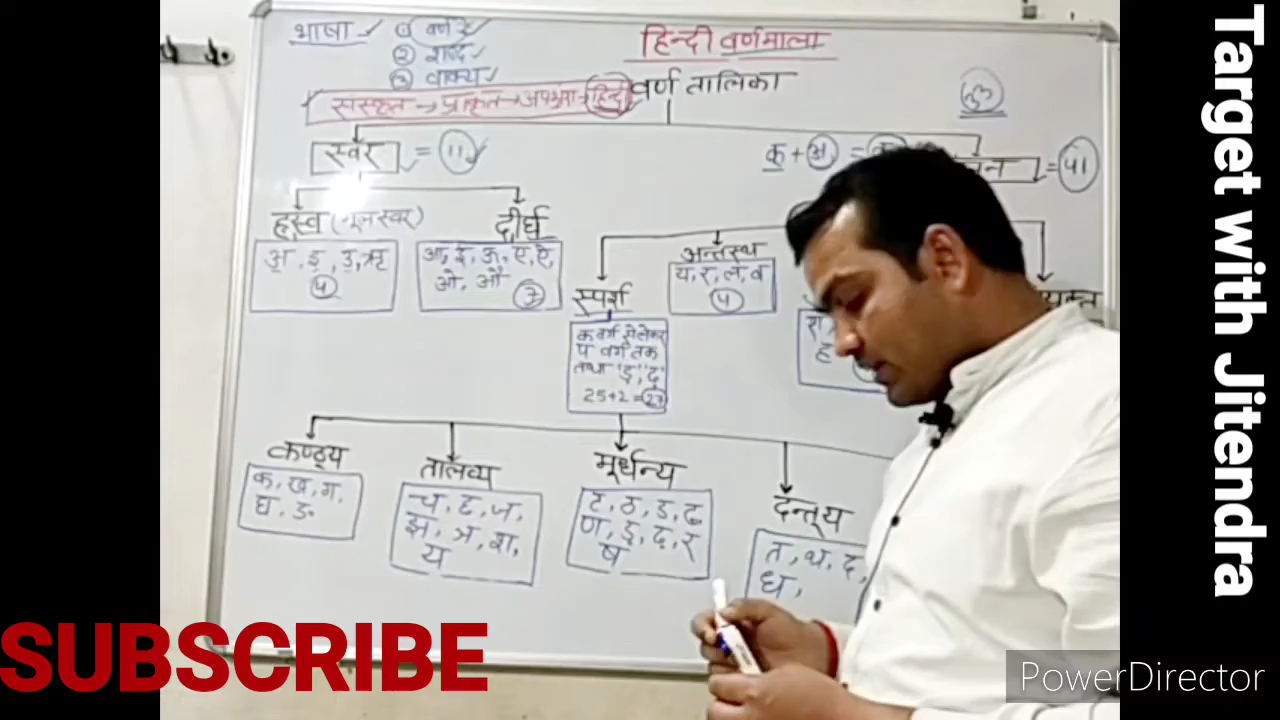 भाषा
① वर्ण
② शब्द
③ वाक्य
हिन्दी वर्णमाला
वर्ण तालिका
संस्कृत → प्राकृत → अपभ्रंश → हिन्दी
स्वर = 11
क् + अ =
= 41
ह्रस्व (मूल स्वर)
अ, इ, उ, ऋ
4
दीर्घ
आ, ई, ऊ, ए, ऐ,
ओ, औ
7
अन्तस्थ
य, र, ल, व
4
स्पर्श
क वर्ग से लेकर
प वर्ग तक
तथा 'ड़' 'ढ़'
25+2 = 27
कण्ठ्य
क, ख, ग,
घ, ङ
तालव्य
च, छ, ज,
झ, ञ, श,
य
मूर्धन्य
ट, ठ, ड, ढ
ण, ड़, ढ़, र
ष
दन्त्य
त, थ, द,
ध,
Target with Jitendra
SUBSCRIBE
PowerDirector